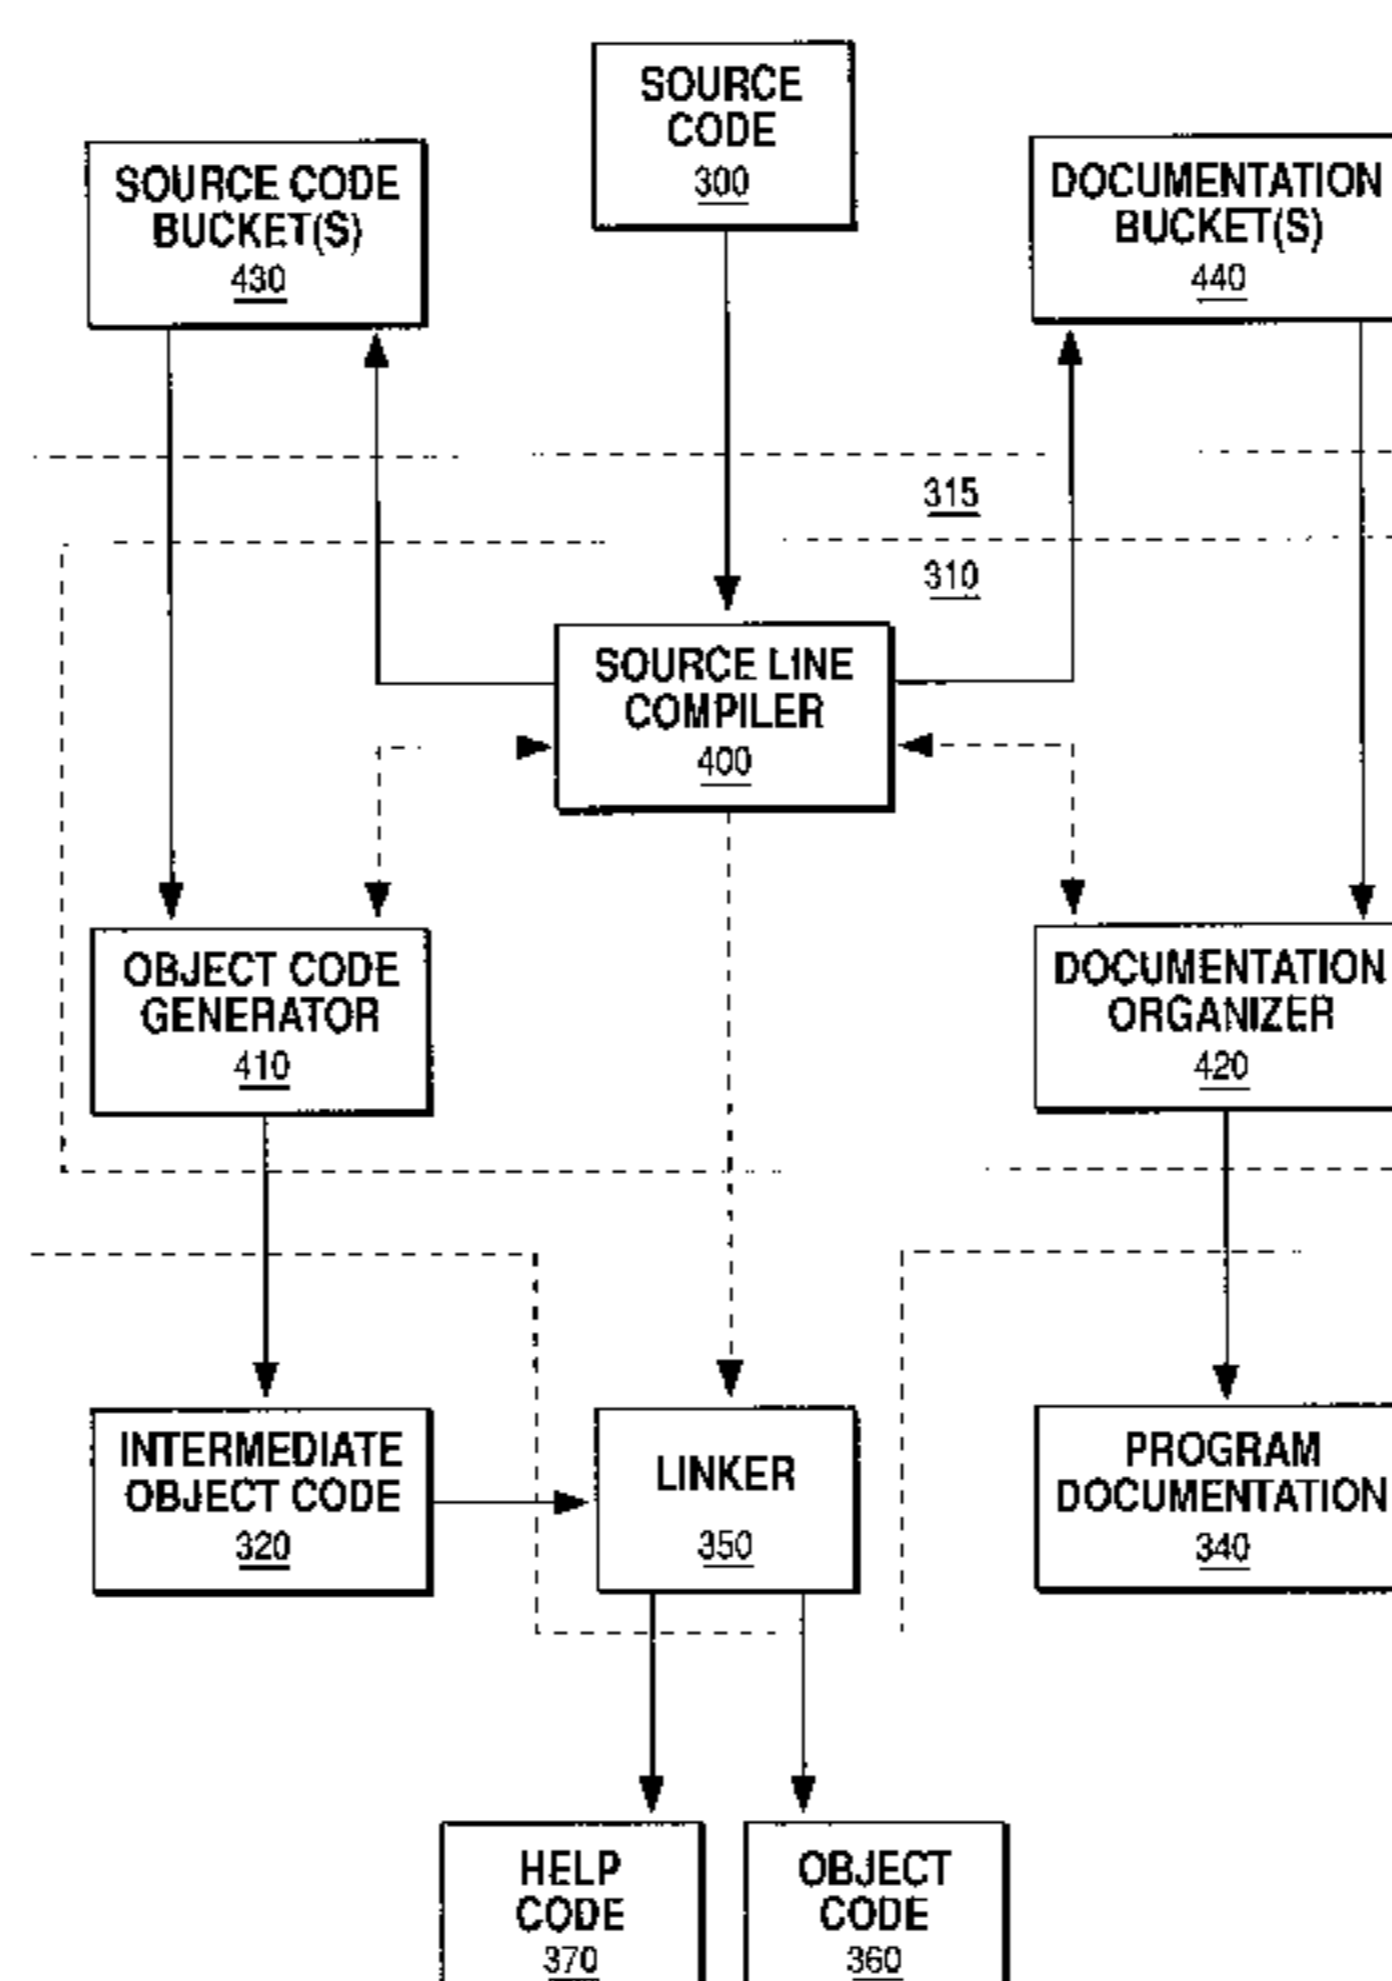 SOURCE
CODE
300
SOURCE CODE
BUCKET(S)
430
DOCUMENTATION
BUCKET(S)
440
315
310
SOURCE LINE
COMPILER
400
OBJECT CODE
GENERATOR
410
DOCUMENTATION
ORGANIZER
420
INTERMEDIATE
OBJECT CODE
320
LINKER
350
PROGRAM
DOCUMENTATION
340
HELP
CODE
370
OBJECT
CODE
360